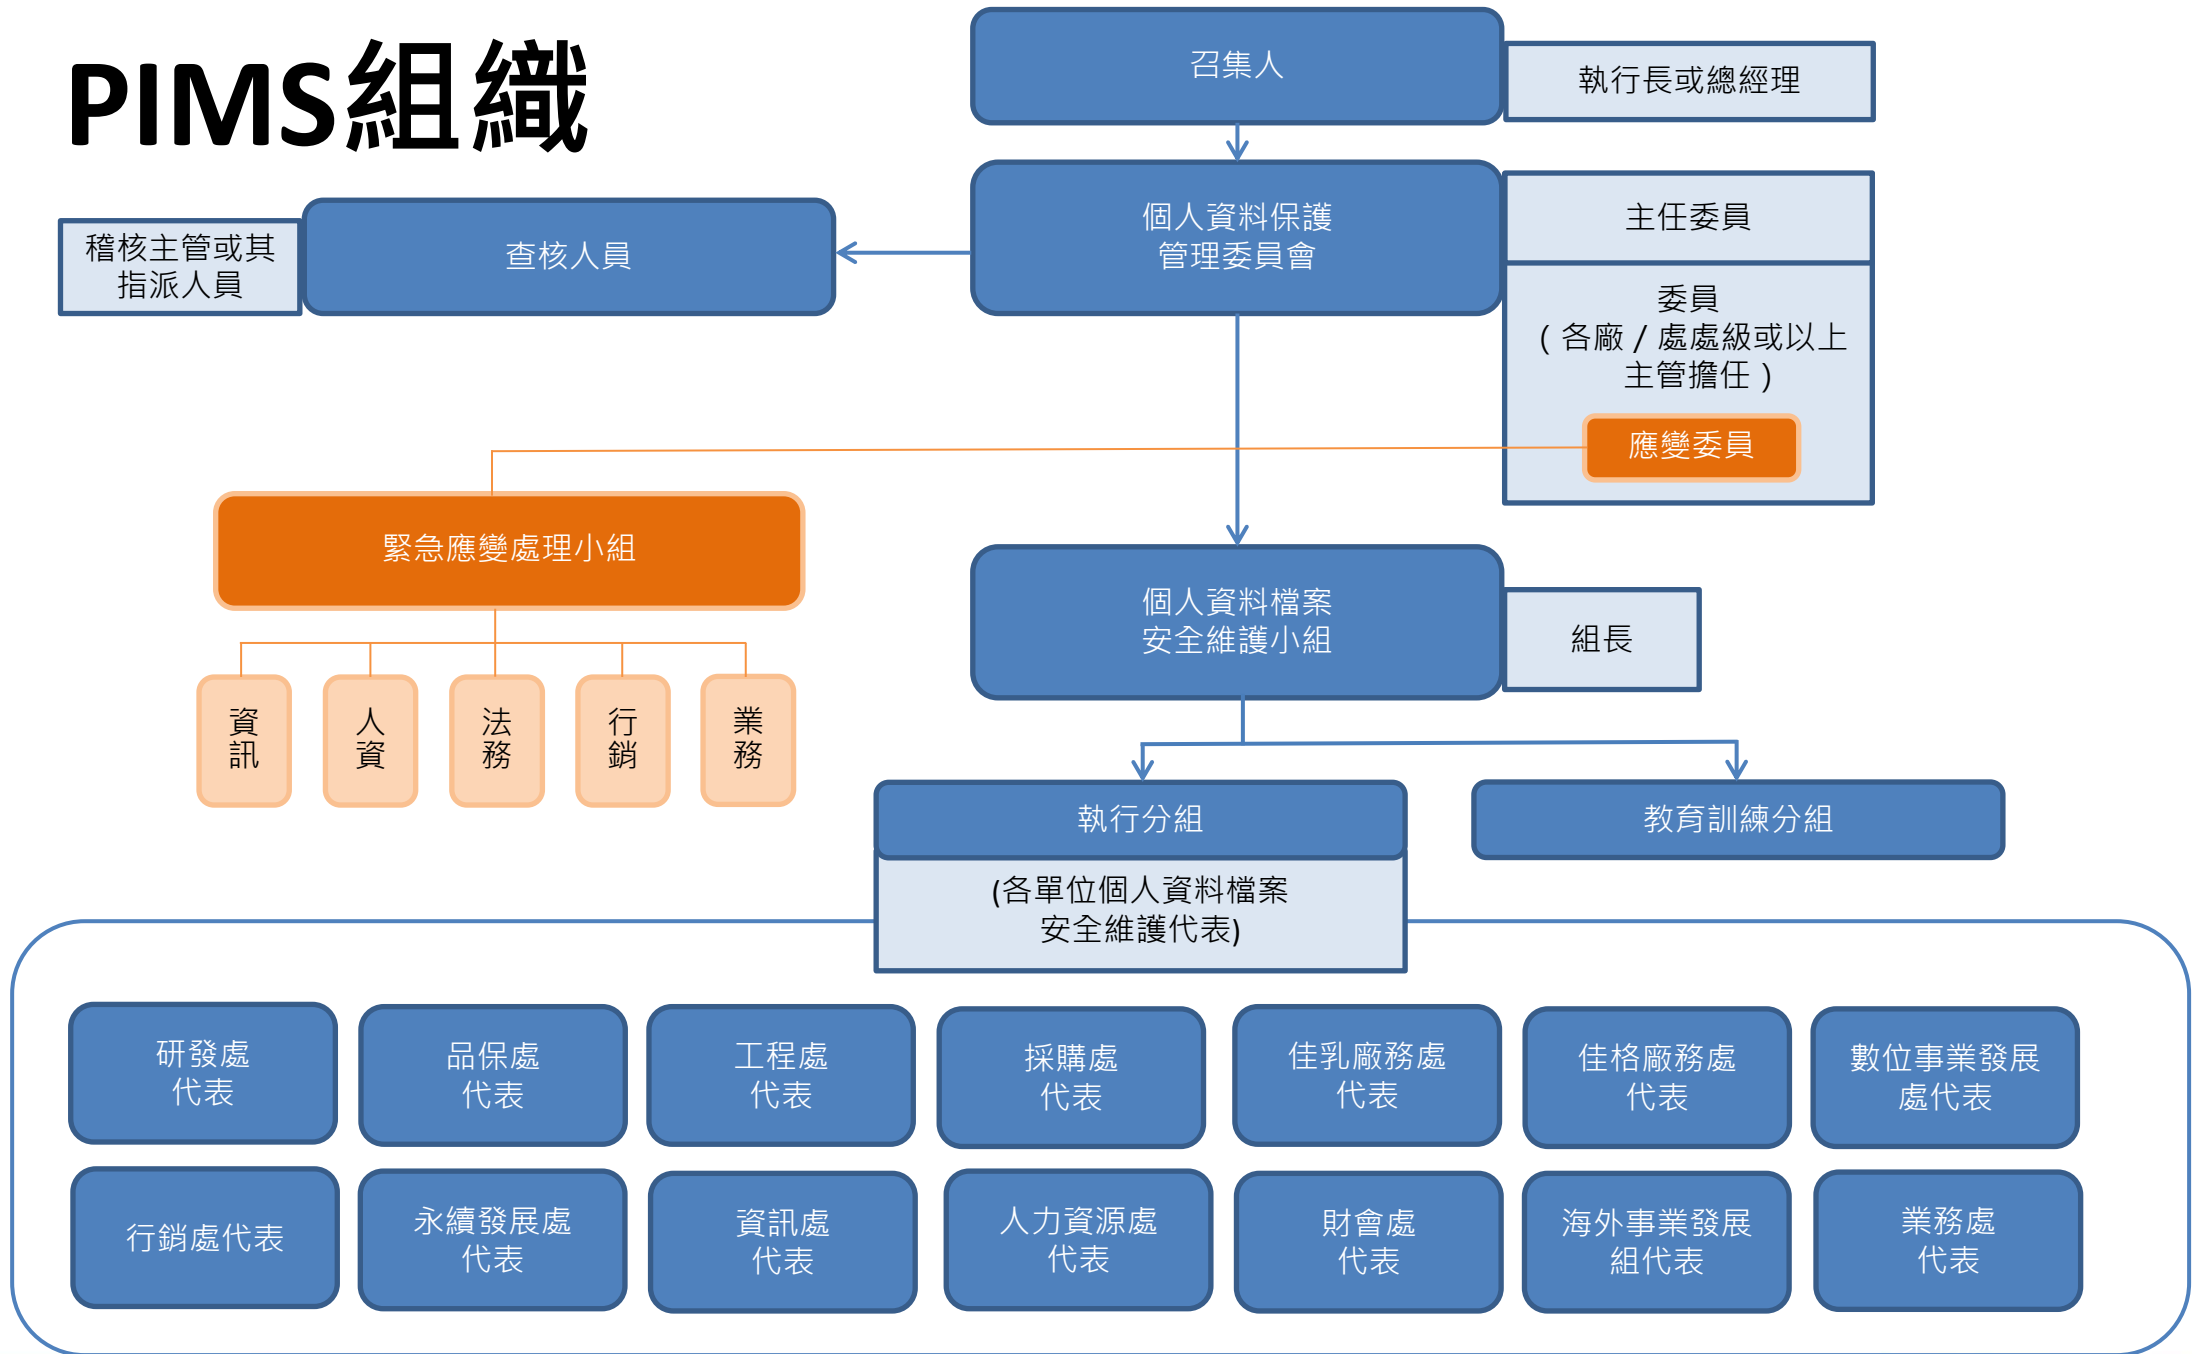 PIMS組織
召集人
執行長或總經理
個人資料保護
管理委員會
主任委員
委員
( 各廠 / 處處級或以上
主管擔任 )
應變委員
查核人員
稽核主管或其
指派人員
緊急應變處理小組
資訊
人資
法務
行銷
業務
個人資料檔案
安全維護小組
組長
執行分組
(各單位個人資料檔案
安全維護代表)
教育訓練分組
研發處
代表
品保處
代表
工程處
代表
採購處
代表
佳乳廠務處
代表
佳格廠務處
代表
數位事業發展
處代表
行銷處代表
永續發展處
代表
資訊處
代表
人力資源處
代表
財會處
代表
海外事業發展
組代表
業務處
代表